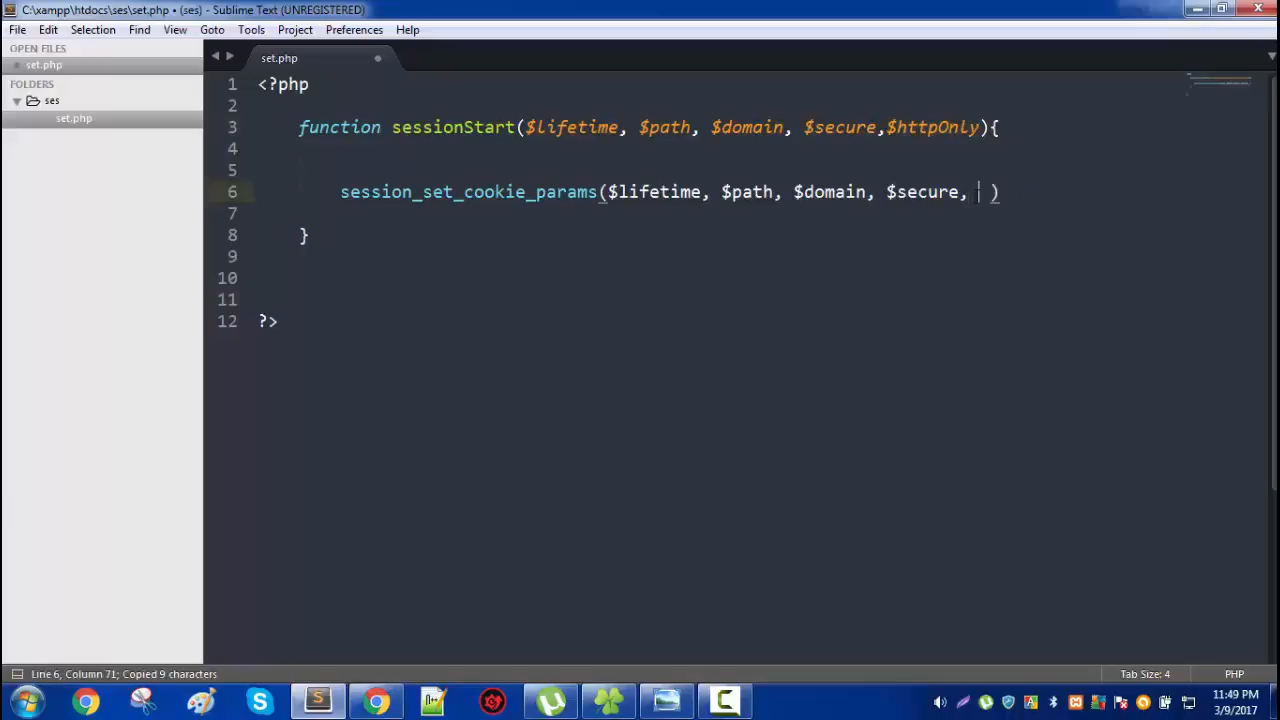 C:\xampp\htdocs\ses\set.php • (ses) - Sublime Text (UNREGISTERED)
File Edit Selection Find View Goto Tools Project Preferences Help
OPEN FILES
set.php
FOLDERS
ses
set.php
set.php
1 <?php
2
3 function sessionStart($lifetime, $path, $domain, $secure,$httpOnly){
4
5
6 session_set_cookie_params($lifetime, $path, $domain, $secure, )
7
8 }
9
10
11
12 ?>
Line 6, Column 71; Copied 9 characters
Tab Size: 4
PHP
11:49 PM
3/9/2017